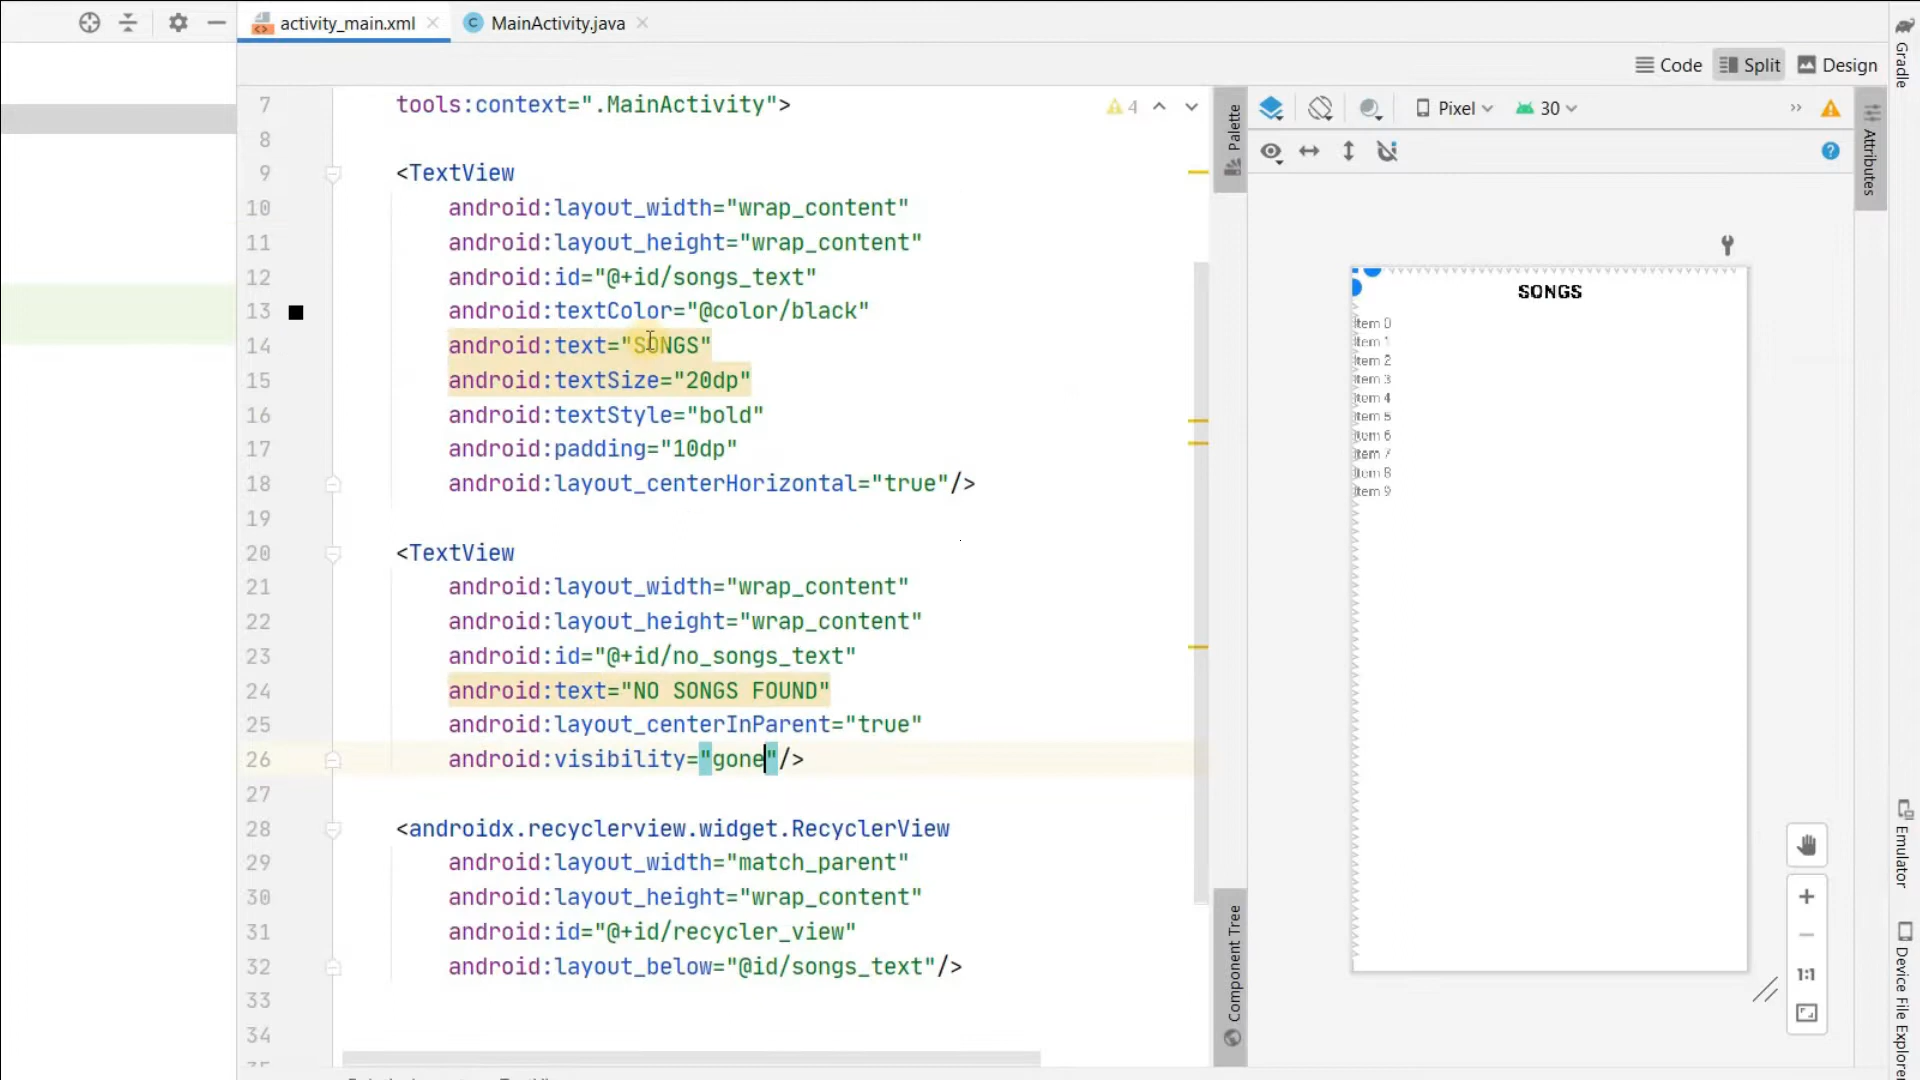 activity_main.xml
MainActivity.java
Code
Split
Design
7 tools:context=".MainActivity">
4
8
9 <TextView
10 android:layout_width="wrap_content"
11 android:layout_height="wrap_content"
12 android:id="@+id/songs_text"
13 android:textColor="@color/black"
14 android:text="SONGS"
15 android:textSize="20dp"
16 android:textStyle="bold"
17 android:padding="10dp"
18 android:layout_centerHorizontal="true"/>
19
20 <TextView
21 android:layout_width="wrap_content"
22 android:layout_height="wrap_content"
23 android:id="@+id/no_songs_text"
24 android:text="NO SONGS FOUND"
25 android:layout_centerInParent="true"
26 android:visibility="gone"/>
27
28 <androidx.recyclerview.widget.RecyclerView
29 android:layout_width="match_parent"
30 android:layout_height="wrap_content"
31 android:id="@+id/recycler_view"
32 android:layout_below="@id/songs_text"/>
33
34
Palette
Component Tree
Pixel
30
SONGS
Item 0
Item 1
Item 2
Item 3
Item 4
Item 5
Item 6
Item 7
Item 8
Item 9
1:1
Attributes
Gradle
Emulator
Device File Explorer